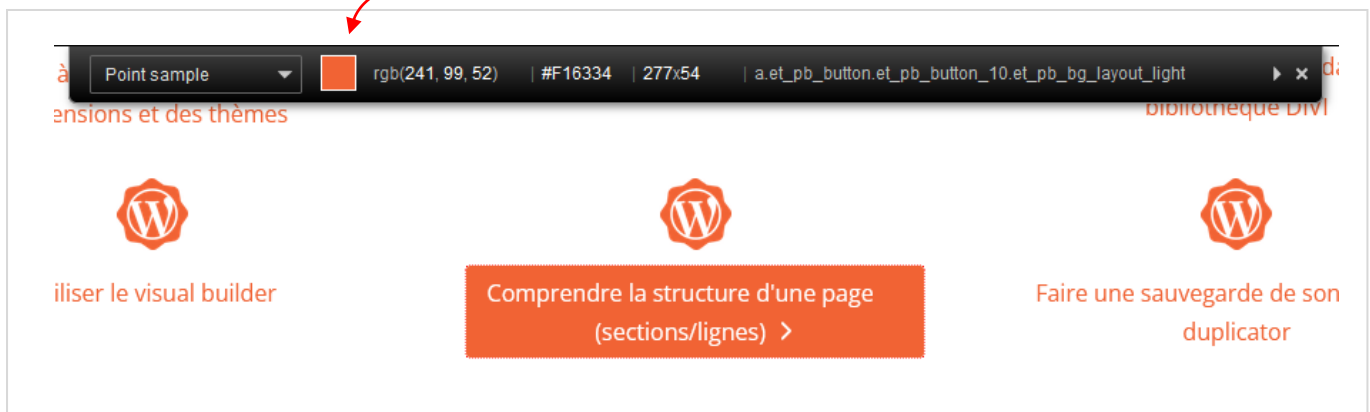 à Point sample rgb(241, 99, 52) | #F16334 | 277x54 | a.et_pb_button.et_pb_button_10.et_pb_bg_layout_light
ensions et des thèmes
bibliothèque DIVI
iliser le visual builder
Comprendre la structure d'une page
(sections/lignes)
Faire une sauvegarde de son
duplicator